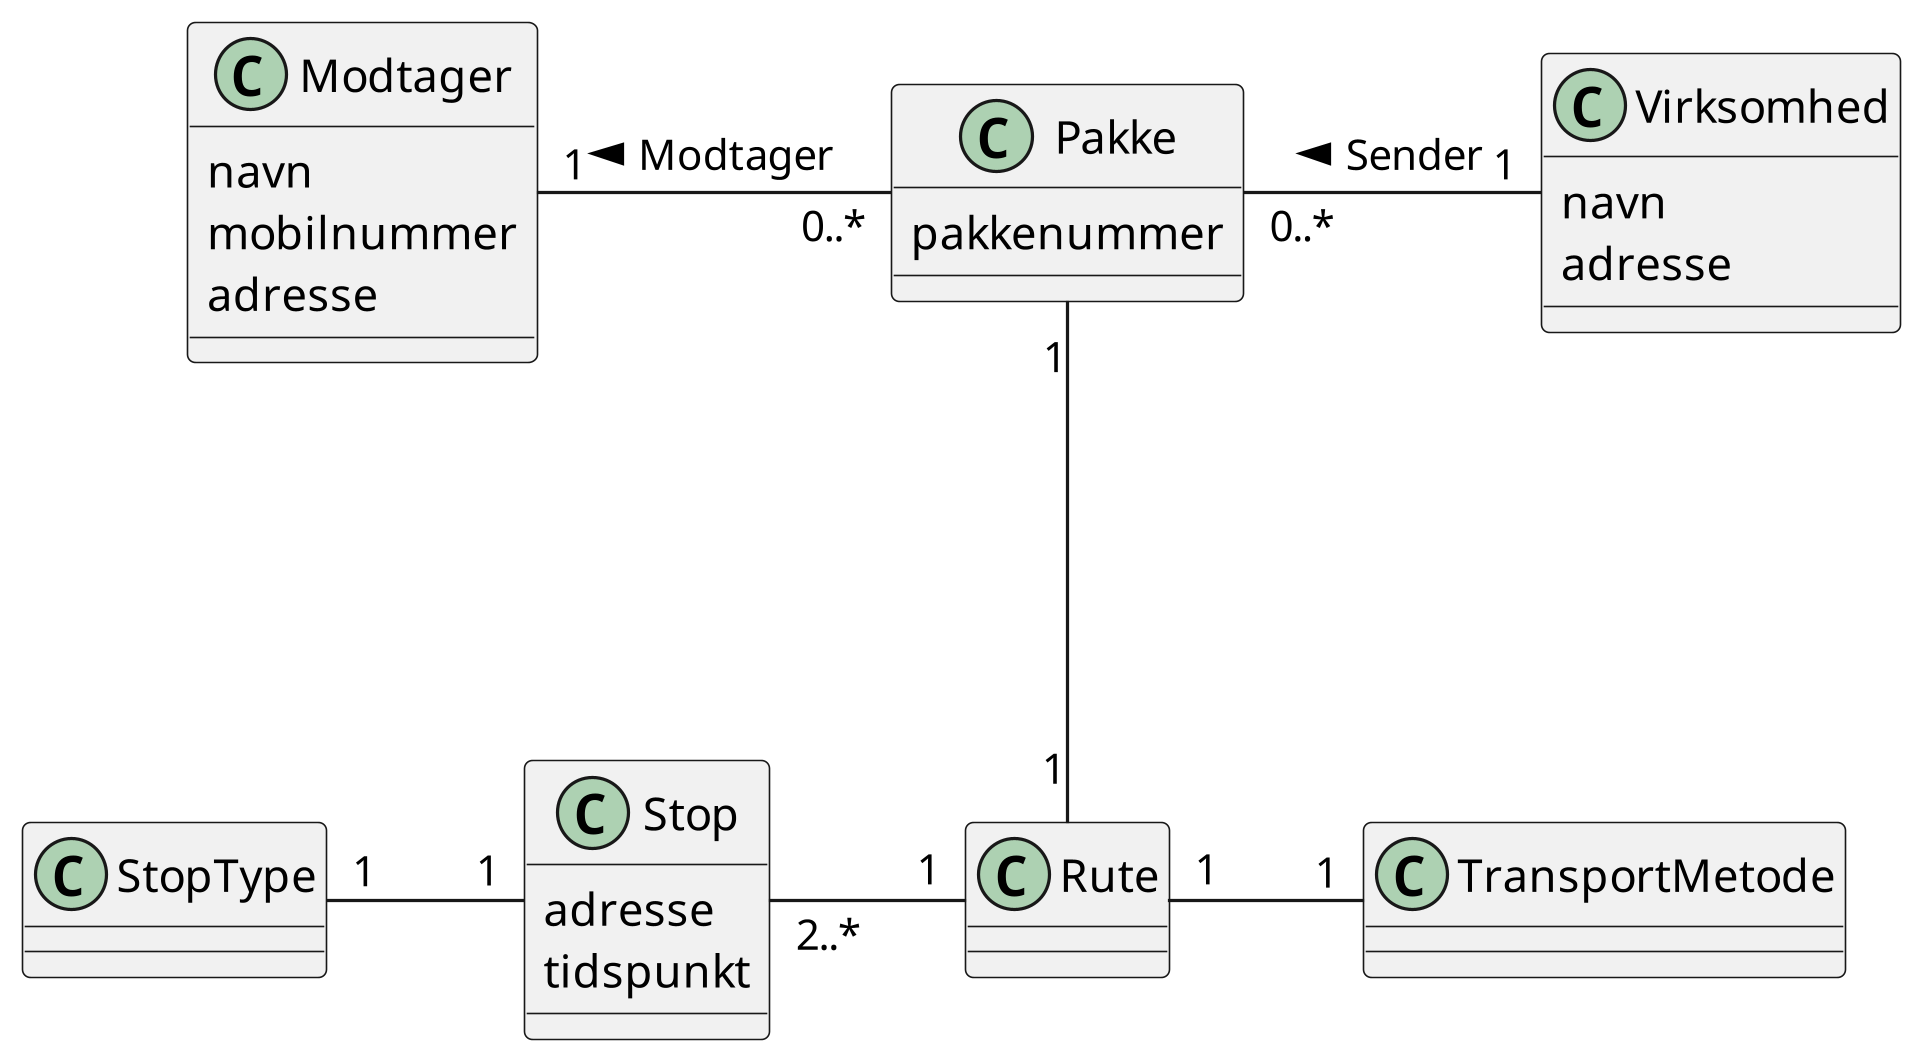 C Modtager
navn
mobilnummer
adresse
1 ◄ Modtager
0..*
C Pakke
pakkenummer
◄ Sender 1
0..*
C Virksomhed
navn
adresse
1
1
C StopType
1 1
C Stop
adresse
tidspunkt
1
2..*
C Rute
1 1
C TransportMetode